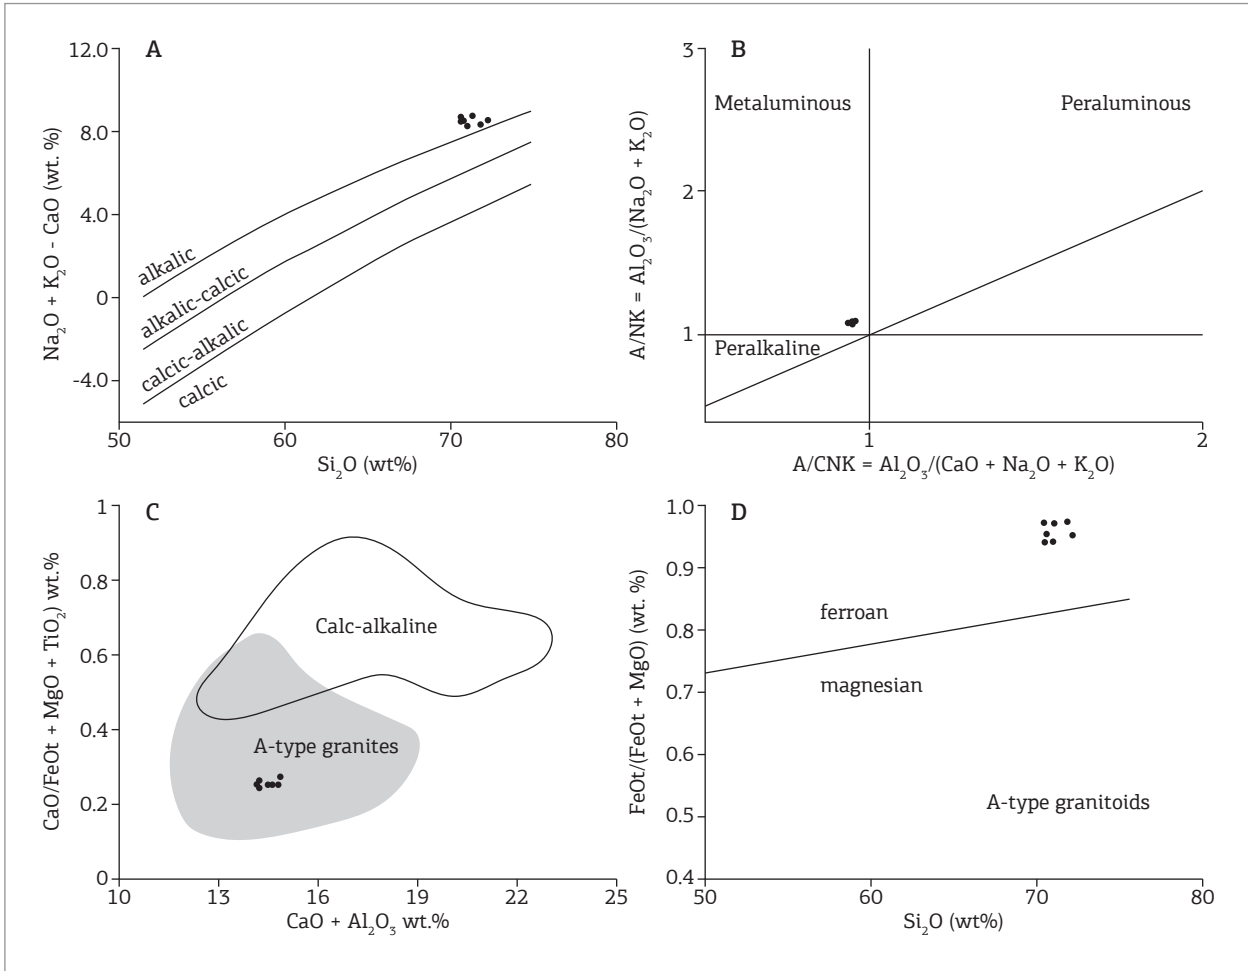 A
12.0
8.0
4.0
0
-4.0
Na₂O + K₂O - CaO (wt. %)
alkalic
alkalic-calcic
calcic-alkalic
calcic
50
60
70
80
Si₂O (wt%)
B
3
2
1
A/NK = Al₂O₃/(Na₂O + K₂O)
Metaluminous
Peraluminous
Peralkaline
1
2
A/CNK = Al₂O₃/(CaO + Na₂O + K₂O)
C
1
0.8
0.6
0.4
0.2
0
CaO/FeOt + MgO + TiO₂) wt.%
Calc-alkaline
A-type granites
10
13
16
19
22
25
CaO + Al₂O₃ wt.%
D
1.0
0.9
0.8
0.7
0.6
0.5
0.4
FeOt/(FeOt + MgO) (wt. %)
ferroan
magnesian
A-type granitoids
50
60
70
80
Si₂O (wt%)